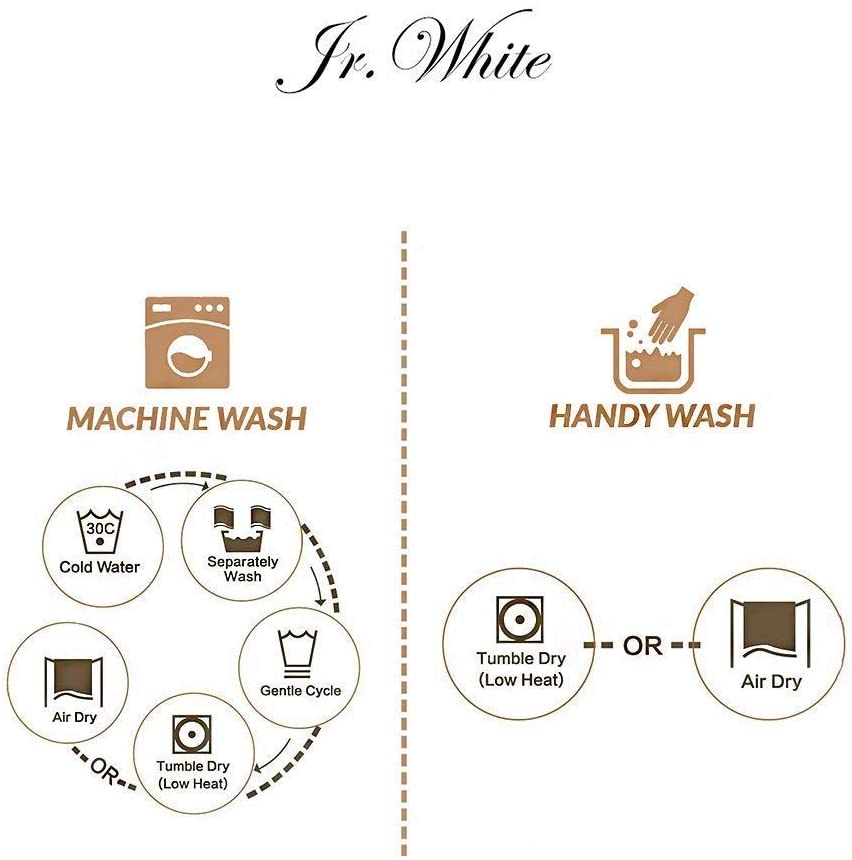 Jr. White
MACHINE WASH
30C
Cold Water
Separately
Wash
Gentle Cycle
Tumble Dry
(Low Heat)
OR
Air Dry
HANDY WASH
Tumble Dry
(Low Heat)
OR
Air Dry